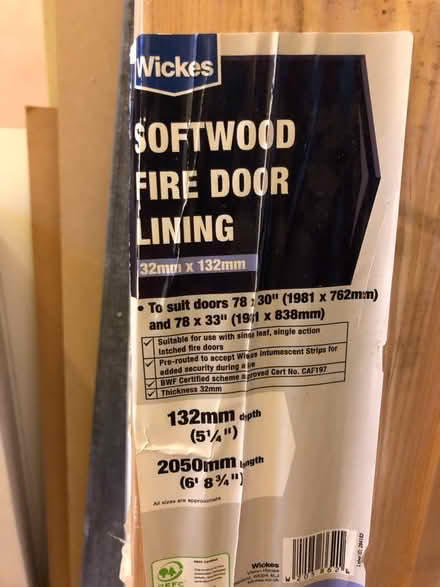 Wickes
SOFTWOOD
FIRE DOOR
LINING
32mm x 132mm
• To suit doors 78 x 30" (1981 x 762mm)
and 78 x 33" (1981 x 838mm)
Suitable for use with single leaf, single action
latched fire doors
Pre-routed to accept Wickes Intumescent Strips for
added security during a fire
BWF Certified scheme approved Cert No. CAF197
Thickness 32mm
132mm depth
(5¼")
2050mm length
(6' 8¾")
All sizes are approximate
Wickes
Vision House
PEFC